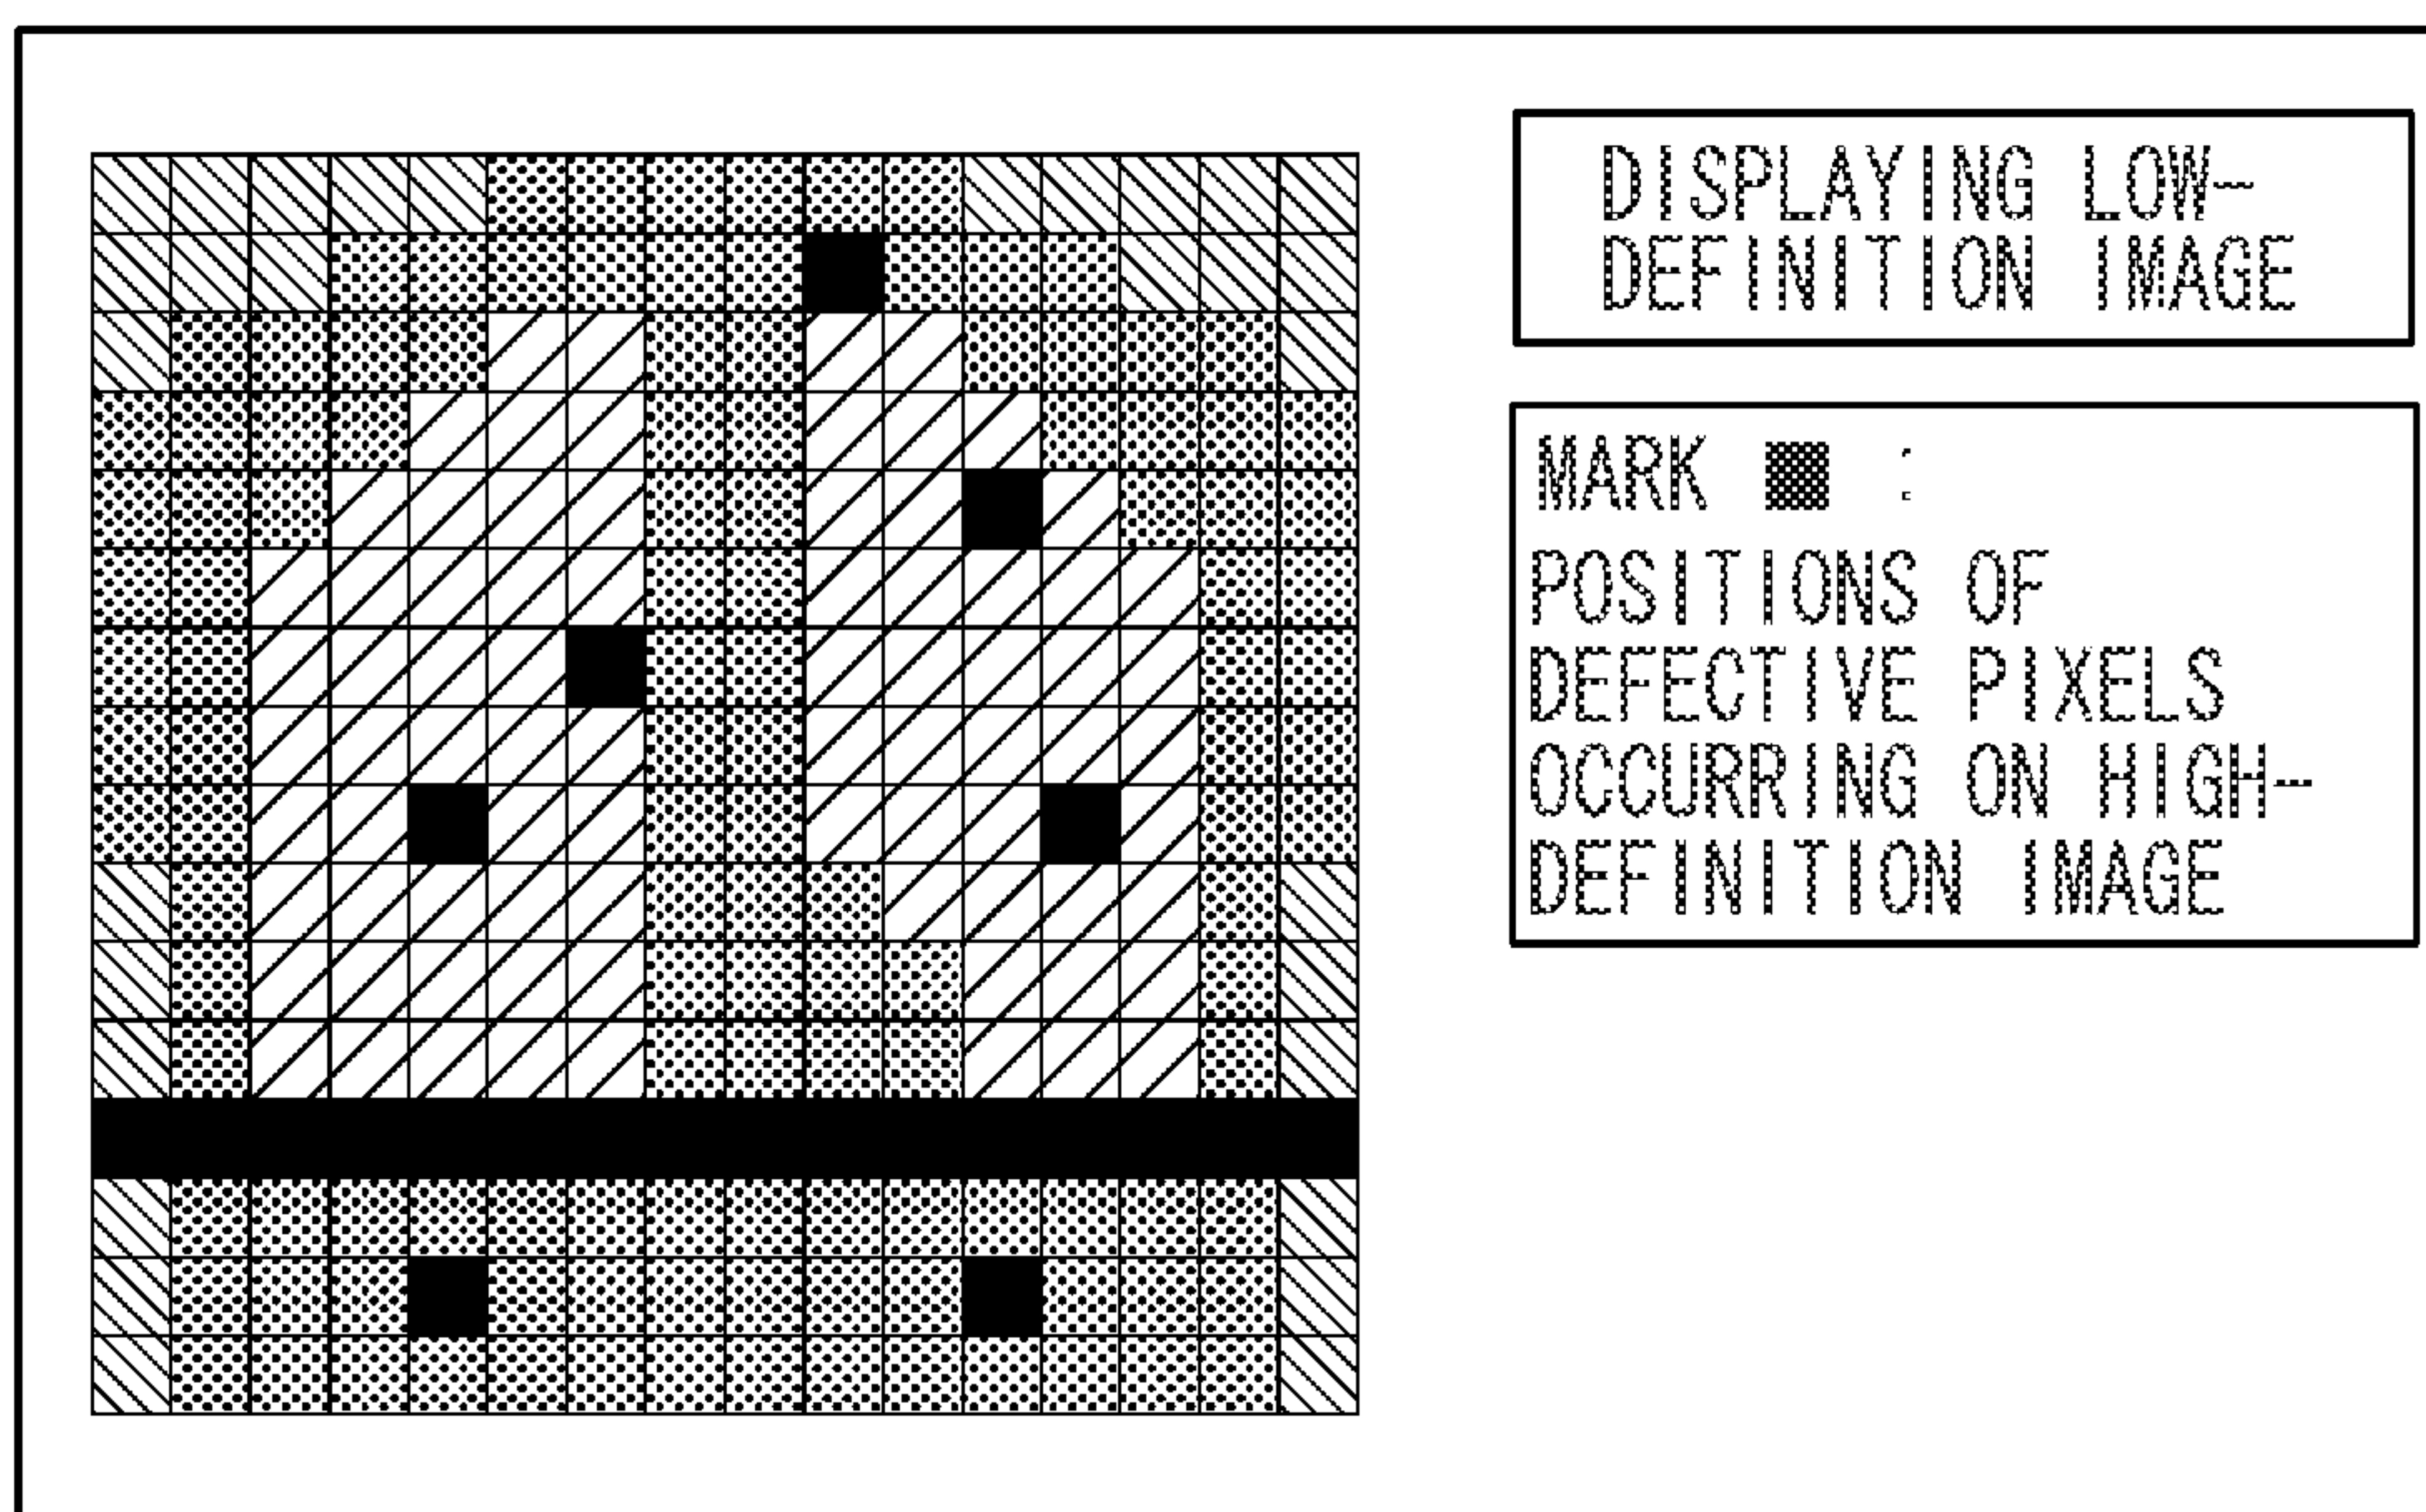 DISPLAYING LOW-
DEFINITION IMAGE
MARK ■ :
POSITIONS OF
DEFECTIVE PIXELS
OCCURRING ON HIGH-
DEFINITION IMAGE